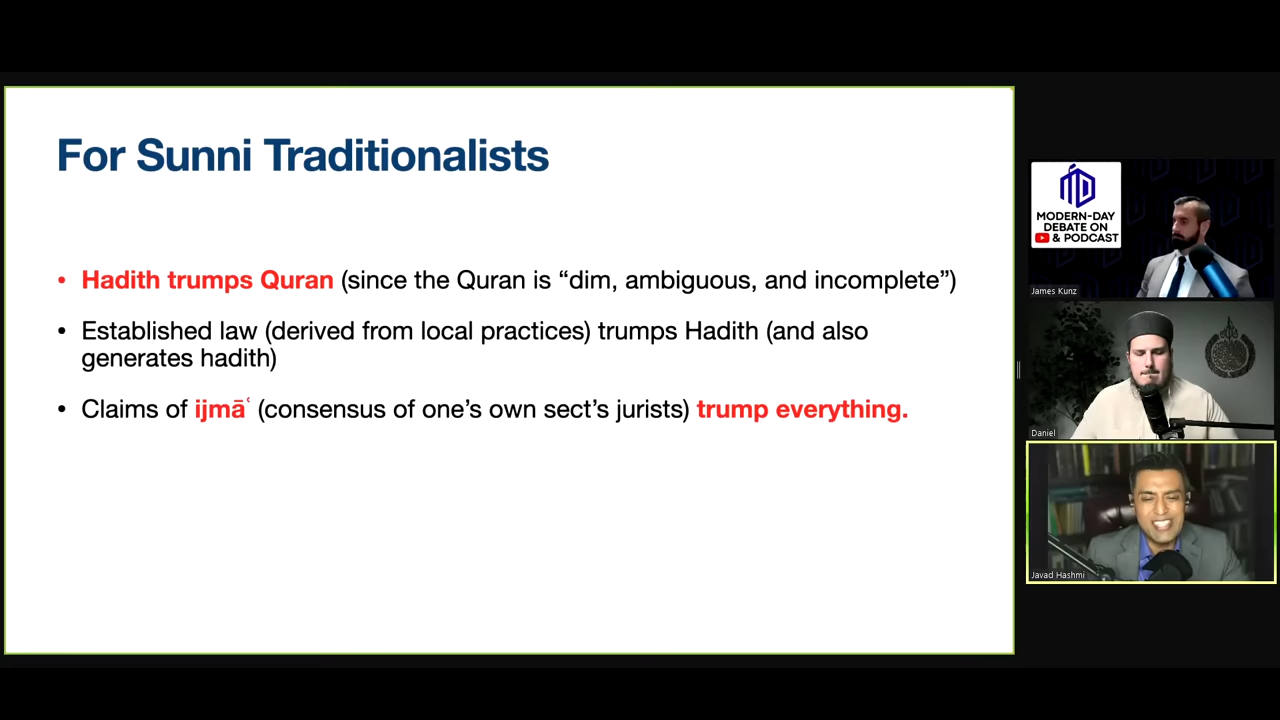 For Sunni Traditionalists
• Hadith trumps Quran (since the Quran is “dim, ambiguous, and incomplete”)
• Established law (derived from local practices) trumps Hadith (and also
generates hadith)
• Claims of ijmāʿ (consensus of one’s own sect’s jurists) trump everything.
MODERN-DAY
DEBATE ON
& PODCAST
James Kunz
Daniel
Javad Hashmi